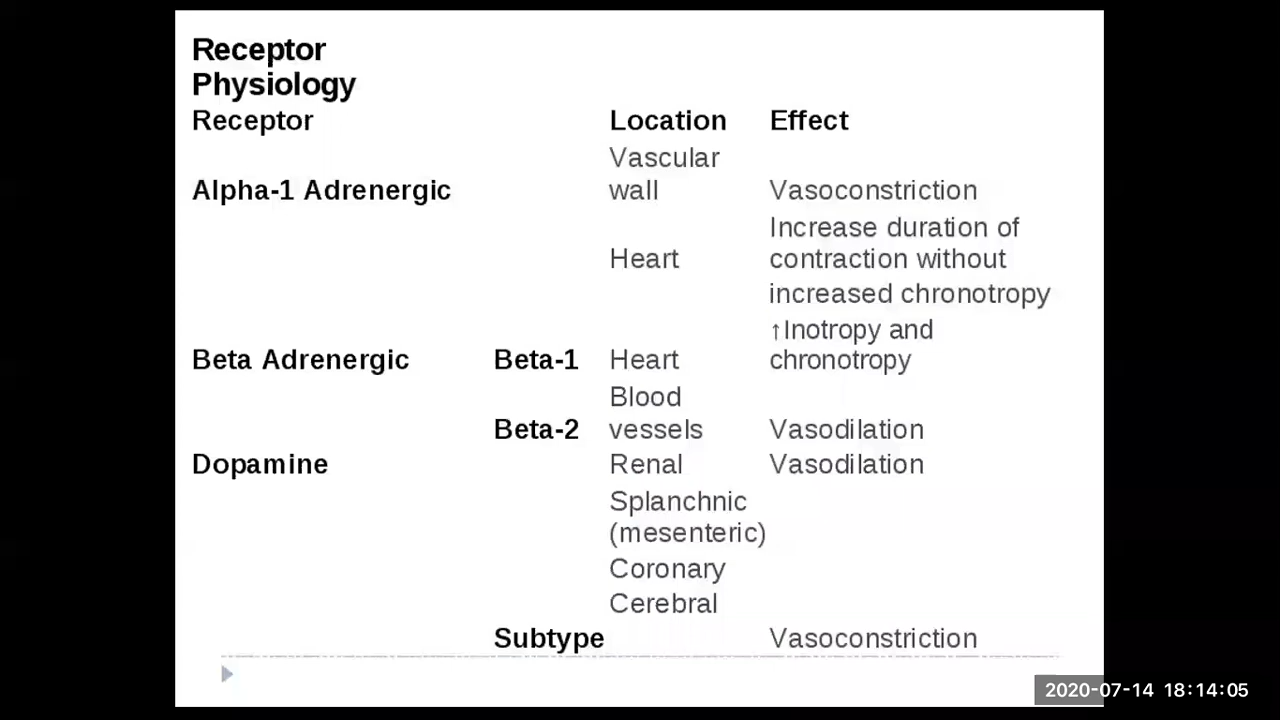 Receptor
Physiology
Receptor Location Effect
Vascular
Alpha-1 Adrenergic wall Vasoconstriction
Increase duration of
Heart contraction without
increased chronotropy
↑Inotropy and
Beta Adrenergic Beta-1 Heart chronotropy
Blood
Beta-2 vessels Vasodilation
Dopamine Renal Vasodilation
Splanchnic
(mesenteric)
Coronary
Cerebral
Subtype Vasoconstriction
2020-07-14 18:14:05